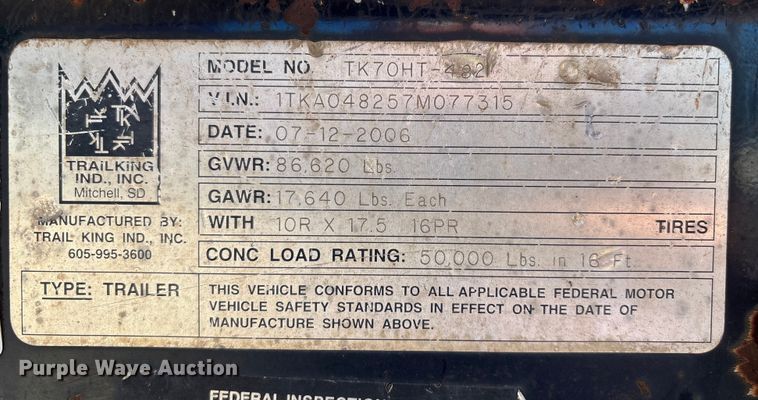 MODEL NO. TK70HT-482
V.I.N.: 1TKA048257M077315
DATE: 07-12-2006
TRAILKING
IND., INC.
Mitchell, SD
GVWR: 86,620 Lbs.
GAWR: 17,640 Lbs. Each
MANUFACTURED BY:
TRAIL KING IND., INC.
605-995-3600
WITH 10R X 17.5 16PR TIRES
CONC LOAD RATING: 50,000 Lbs. in 16 Ft.
TYPE: TRAILER
THIS VEHICLE CONFORMS TO ALL APPLICABLE FEDERAL MOTOR
VEHICLE SAFETY STANDARDS IN EFFECT ON THE DATE OF
MANUFACTURE SHOWN ABOVE.
Purple Wave Auction
FEDERAL INSPECTION